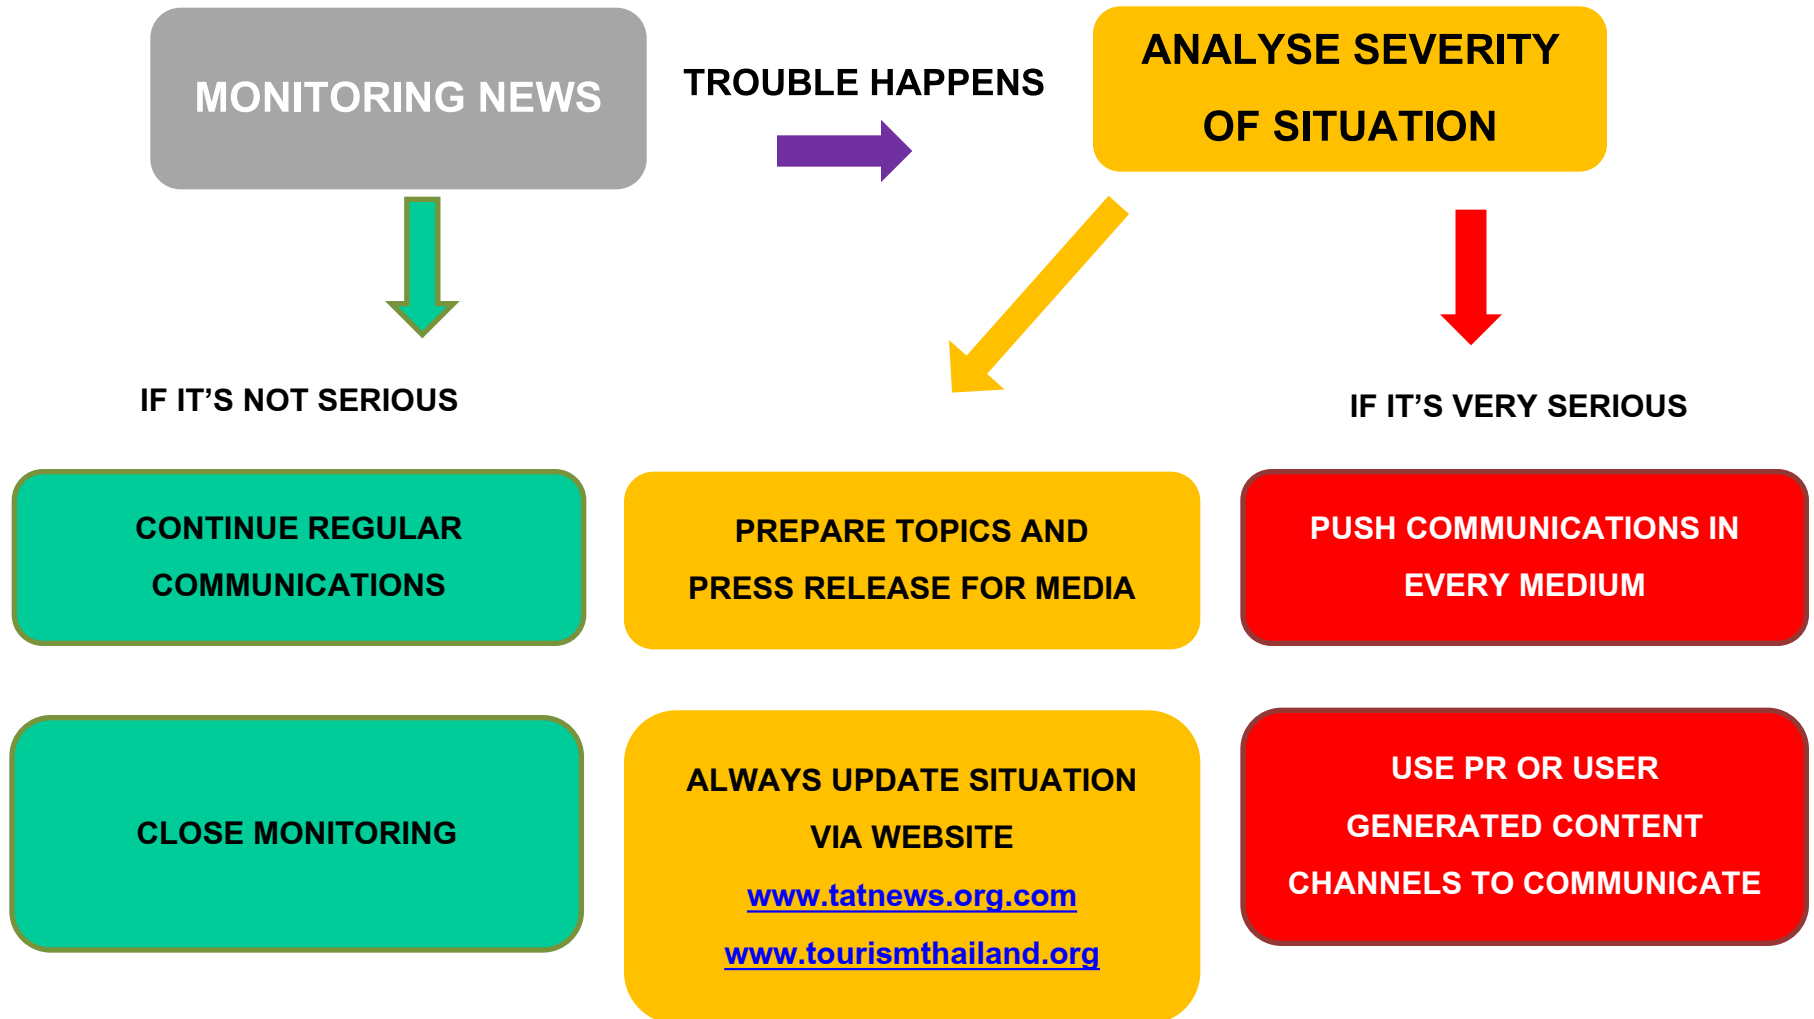 MONITORING NEWS
TROUBLE HAPPENS
ANALYSE SEVERITY
OF SITUATION
IF IT’S NOT SERIOUS
IF IT’S VERY SERIOUS
CONTINUE REGULAR
COMMUNICATIONS
PREPARE TOPICS AND
PRESS RELEASE FOR MEDIA
PUSH COMMUNICATIONS IN
EVERY MEDIUM
CLOSE MONITORING
ALWAYS UPDATE SITUATION
VIA WEBSITE
www.tatnews.org.com
www.tourismthailand.org
USE PR OR USER
GENERATED CONTENT
CHANNELS TO COMMUNICATE